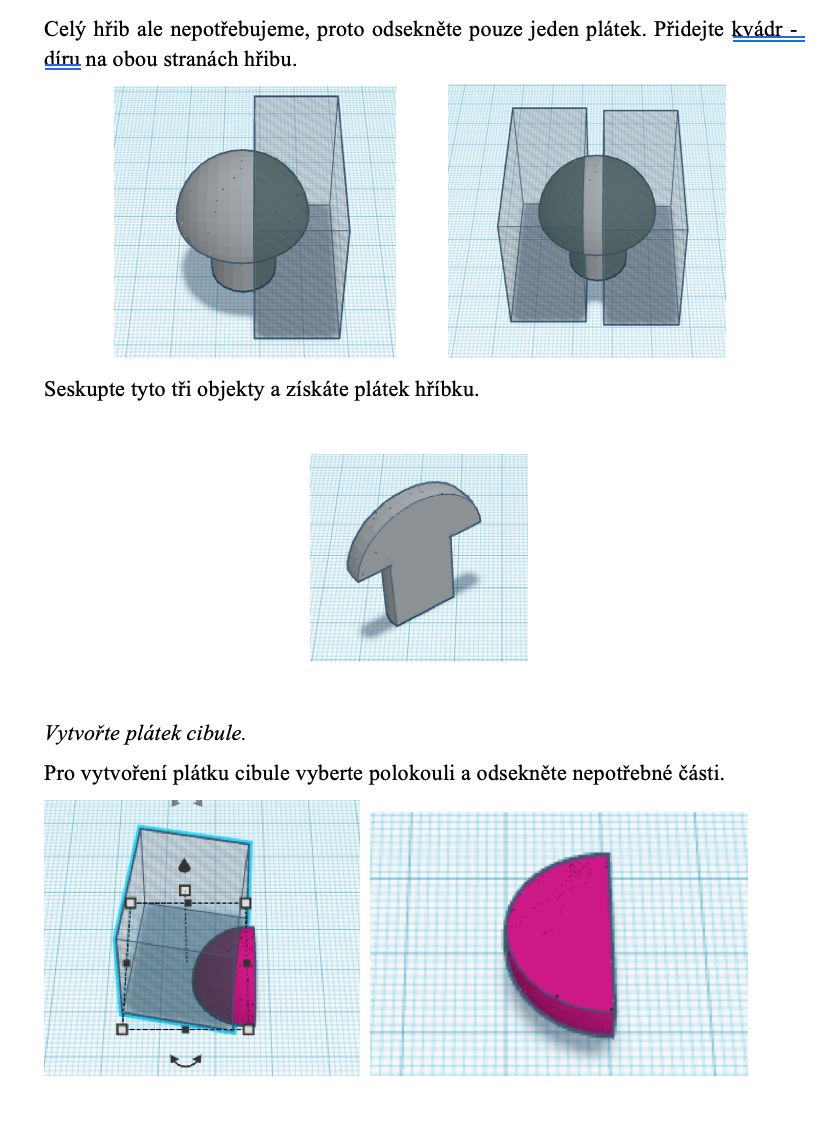 Celý hřib ale nepotřebujeme, proto odsekněte pouze jeden plátek. Přidejte kvádr -
díru na obou stranách hřibu.
Seskupte tyto tři objekty a získáte plátek hříbku.
Vytvořte plátek cibule.
Pro vytvoření plátku cibule vyberte polokouli a odsekněte nepotřebné části.